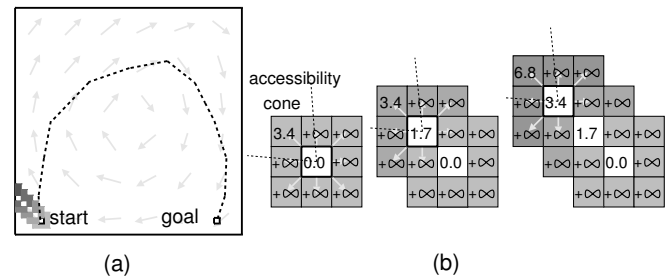 start
goal
(a)
accessibility
cone
3.4 +∞ +∞
+∞ 0.0 +∞
+∞ +∞ +∞
3.4 +∞ +∞
+∞ 1.7 +∞ +∞
+∞ +∞ 0.0 +∞
+∞ +∞ +∞
6.8 +∞ +∞
+∞ 3.4 +∞ +∞
+∞ +∞ 1.7 +∞ +∞
+∞ +∞ 0.0 +∞
+∞ +∞ +∞
(b)